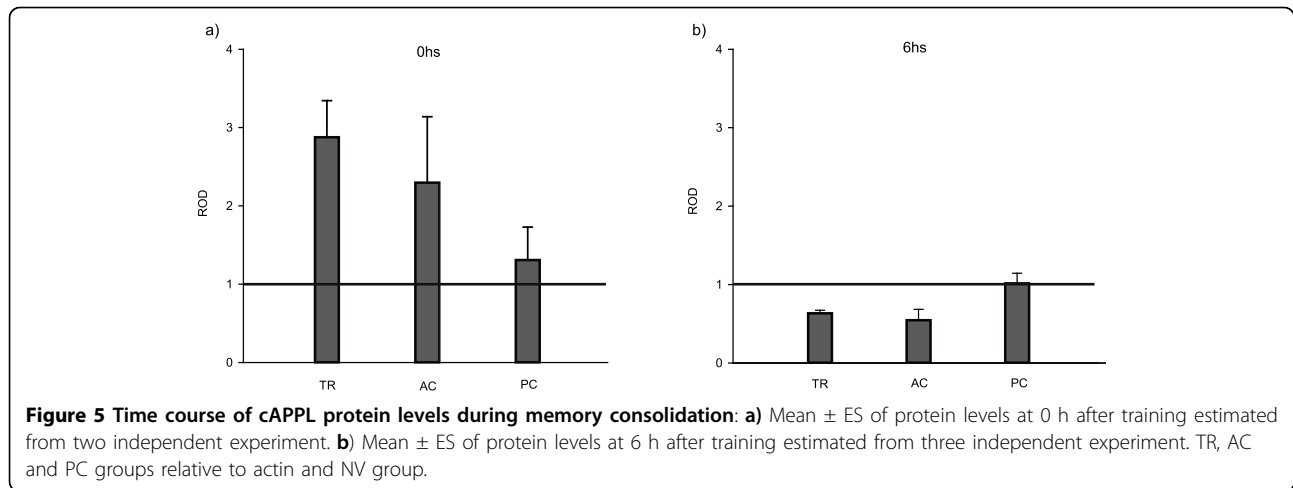 a)
0hs
4
3
2
1
0
ROD
TR AC PC
b)
6hs
4
3
2
1
0
ROD
TR AC PC
Figure 5 Time course of cAPPL protein levels during memory consolidation: a) Mean ± ES of protein levels at 0 h after training estimated
from two independent experiment. b) Mean ± ES of protein levels at 6 h after training estimated from three independent experiment. TR, AC
and PC groups relative to actin and NV group.